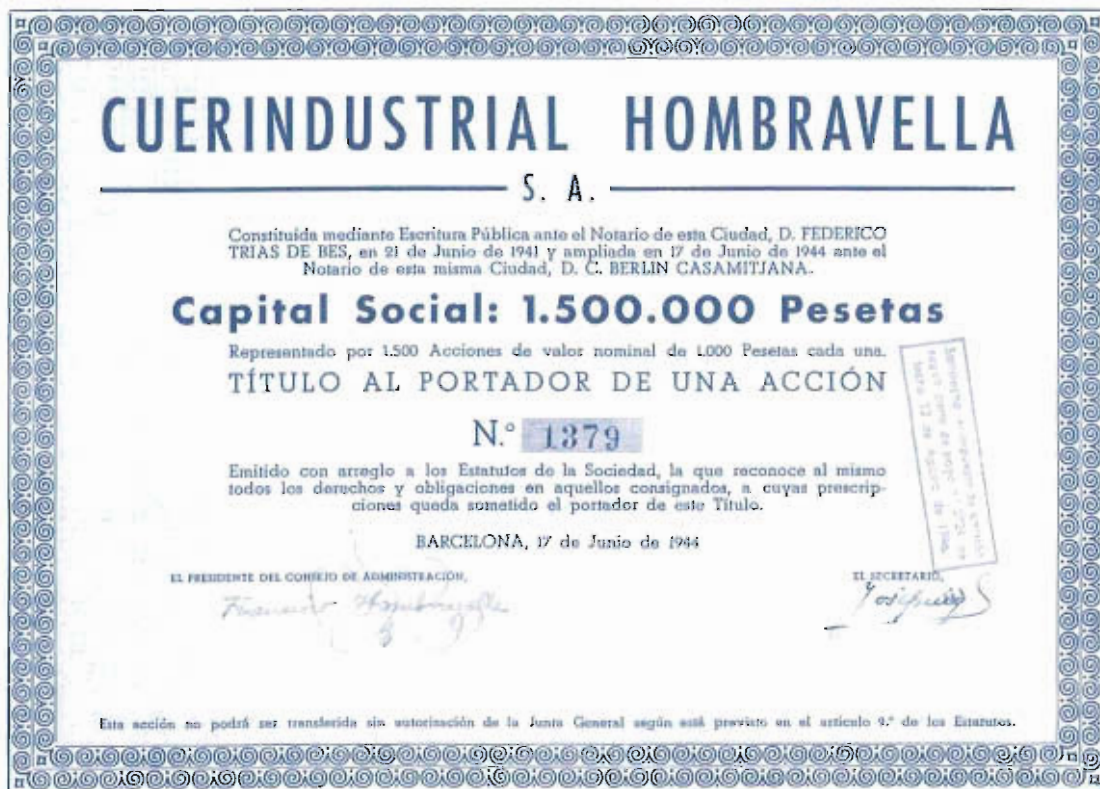 CUERINDUSTRIAL HOMBRAVELLA
S. A.
Constituída mediante Escritura Pública ante el Notario de esta Ciudad, D. FEDERICO
TRIAS DE BES, en 21 de Junio de 1941 y ampliada en 17 de Junio de 1944 ante el
Notario de esta misma Ciudad, D. C. BERLIN CASAMITJANA.
Capital Social: 1.500.000 Pesetas
Representado por 1.500 Acciones de valor nominal de 1.000 Pesetas cada una.
TÍTULO AL PORTADOR DE UNA ACCIÓN
N.º 1379
Emitido con arreglo a los Estatutos de la Sociedad, la que reconoce al mismo
todos los derechos y obligaciones en aquellos consignados, a cuyas prescrip-
ciones queda sometido el portador de este Título.
BARCELONA, 17 de Junio de 1944
EL PRESIDENTE DEL CONSEJO DE ADMINISTRACIÓN,
EL SECRETARIO,
Esta acción no podrá ser transferida sin autorización de la Junta General según está previsto en el artículo 9.º de los Estatutos.